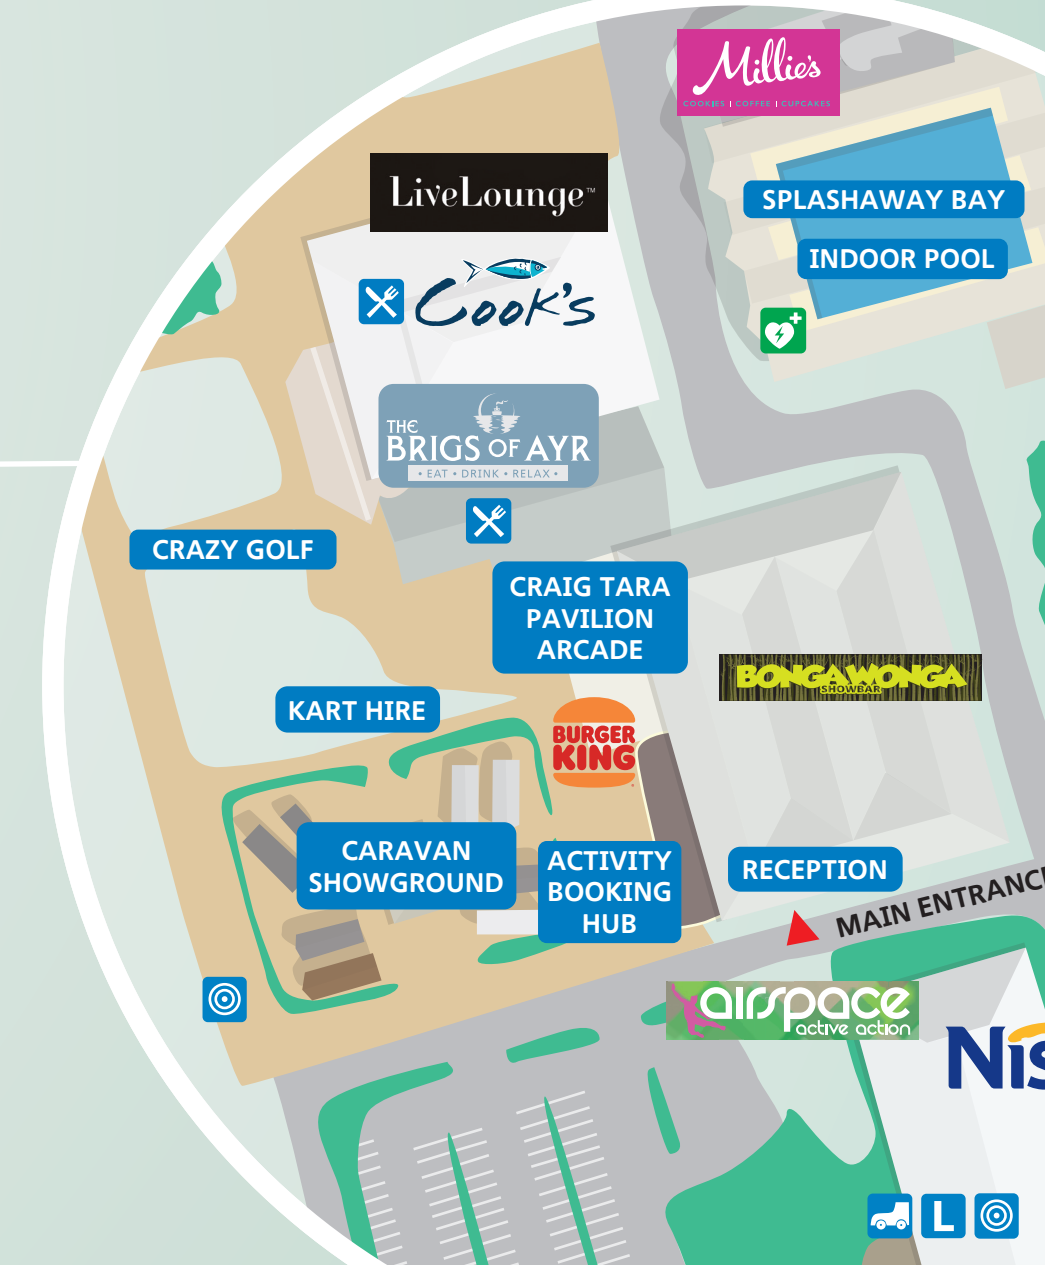 Millie's
COOKIES | COFFEE | CUPCAKES
LiveLounge™
SPLASHAWAY BAY
INDOOR POOL
Cook's
THE
BRIGS OF AYR
• EAT • DRINK • RELAX •
CRAZY GOLF
CRAIG TARA
PAVILION
ARCADE
BONGAWONGA
SHOWBAR
KART HIRE
BURGER
KING
CARAVAN
SHOWGROUND
ACTIVITY
BOOKING
HUB
RECEPTION
MAIN ENTRANCE
airspace
active action
Nis
L